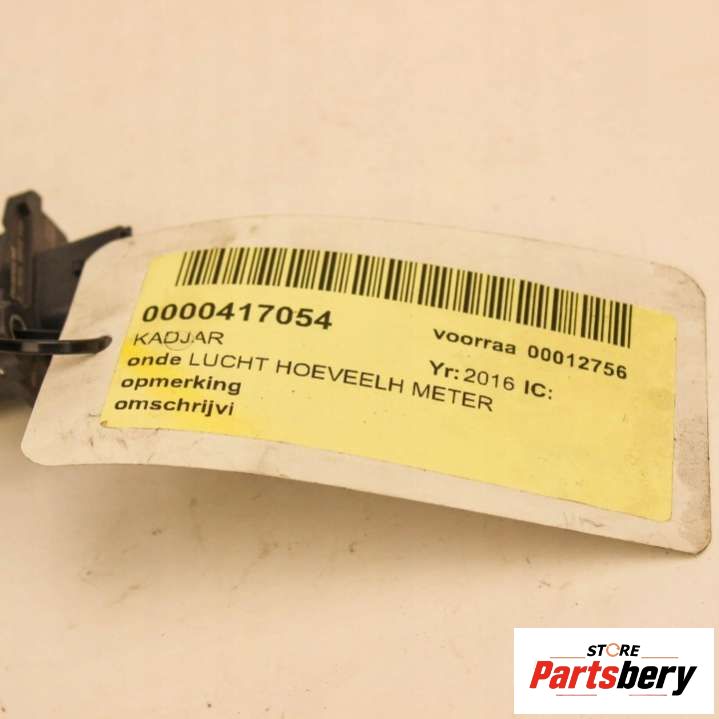 0000417054
voorraa 00012756
KADJAR
Yr: 2016 IC:
onde LUCHT HOEVEELH METER
opmerking
omschrijvi
STORE
Partsbery